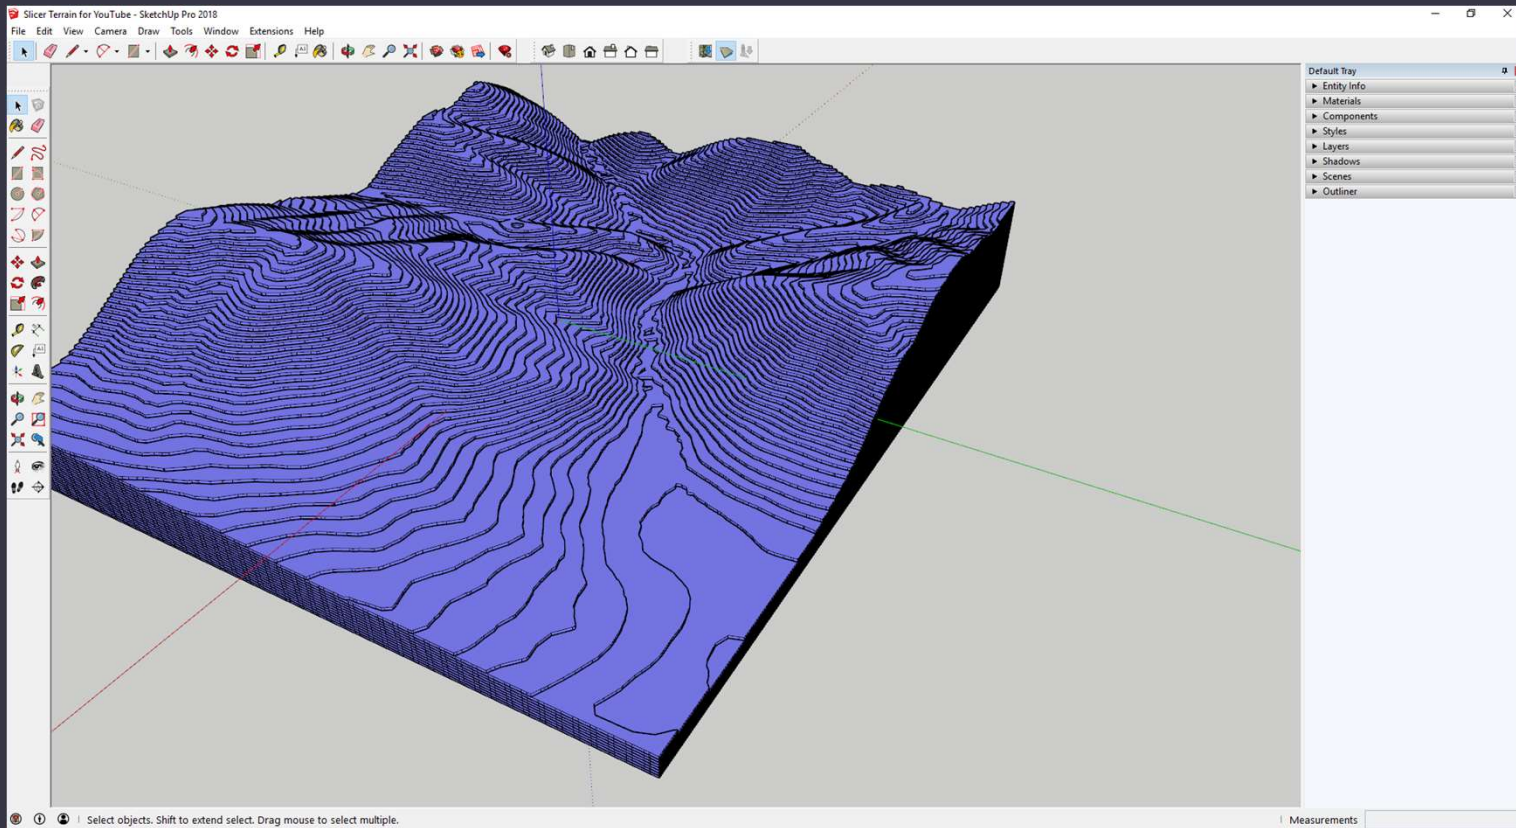 Slicer Terrain for YouTube - SketchUp Pro 2018
File Edit View Camera Draw Tools Window Extensions Help
Default Tray
Entity Info
Materials
Components
Styles
Layers
Shadows
Scenes
Outliner
Select objects. Shift to extend select. Drag mouse to select multiple.
Measurements